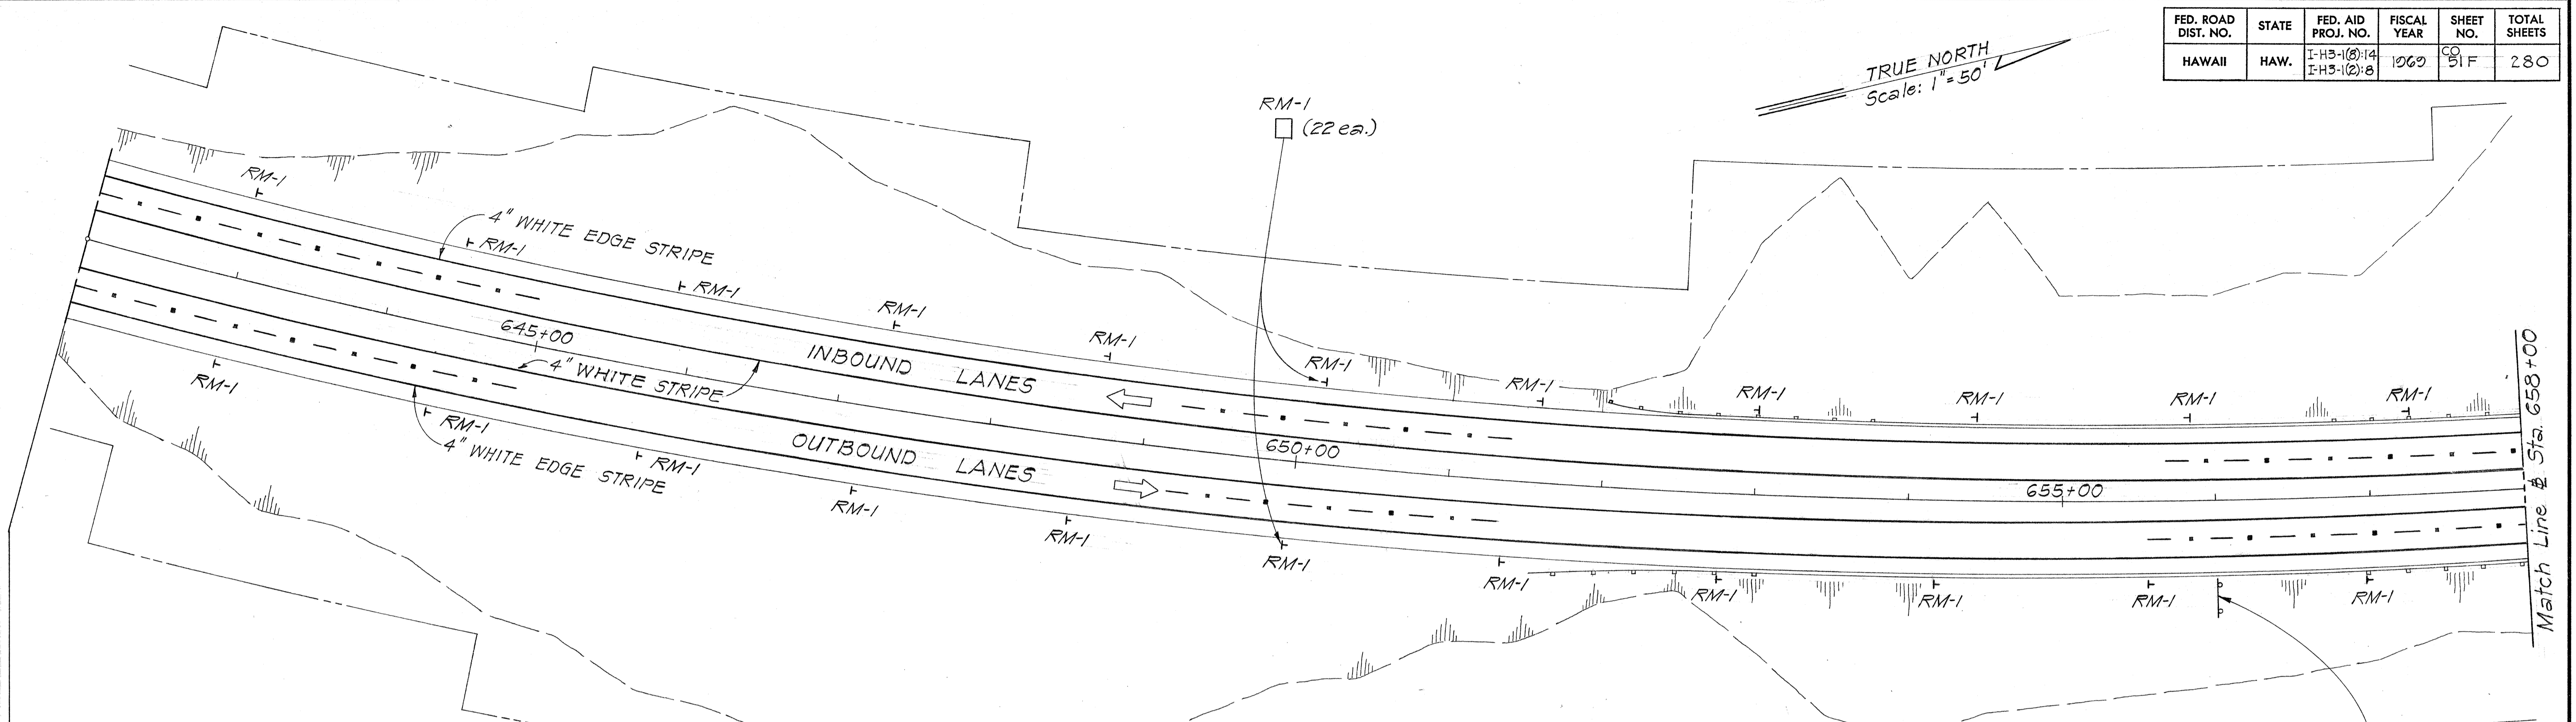 FED. ROAD DIST. NO.
STATE
FED. AID PROJ. NO.
FISCAL YEAR
SHEET NO.
TOTAL SHEETS
HAWAII
HAW.
I-H3-1(8):14
I-H3-1(2):8
1969
CO
51F
280
TRUE NORTH
Scale: 1"=50'
RM-1
(22 ea.)
RM-1
4" WHITE EDGE STRIPE
RM-1
RM-1
RM-1
RM-1
RM-1
RM-1
RM-1
RM-1
RM-1
RM-1
645+00
INBOUND LANES
4" WHITE STRIPE
650+00
655+00
OUTBOUND LANES
RM-1
RM-1
4" WHITE EDGE STRIPE
RM-1
RM-1
RM-1
RM-1
RM-1
RM-1
RM-1
RM-1
RM-1
Match Line ₵ Sta. 658+00